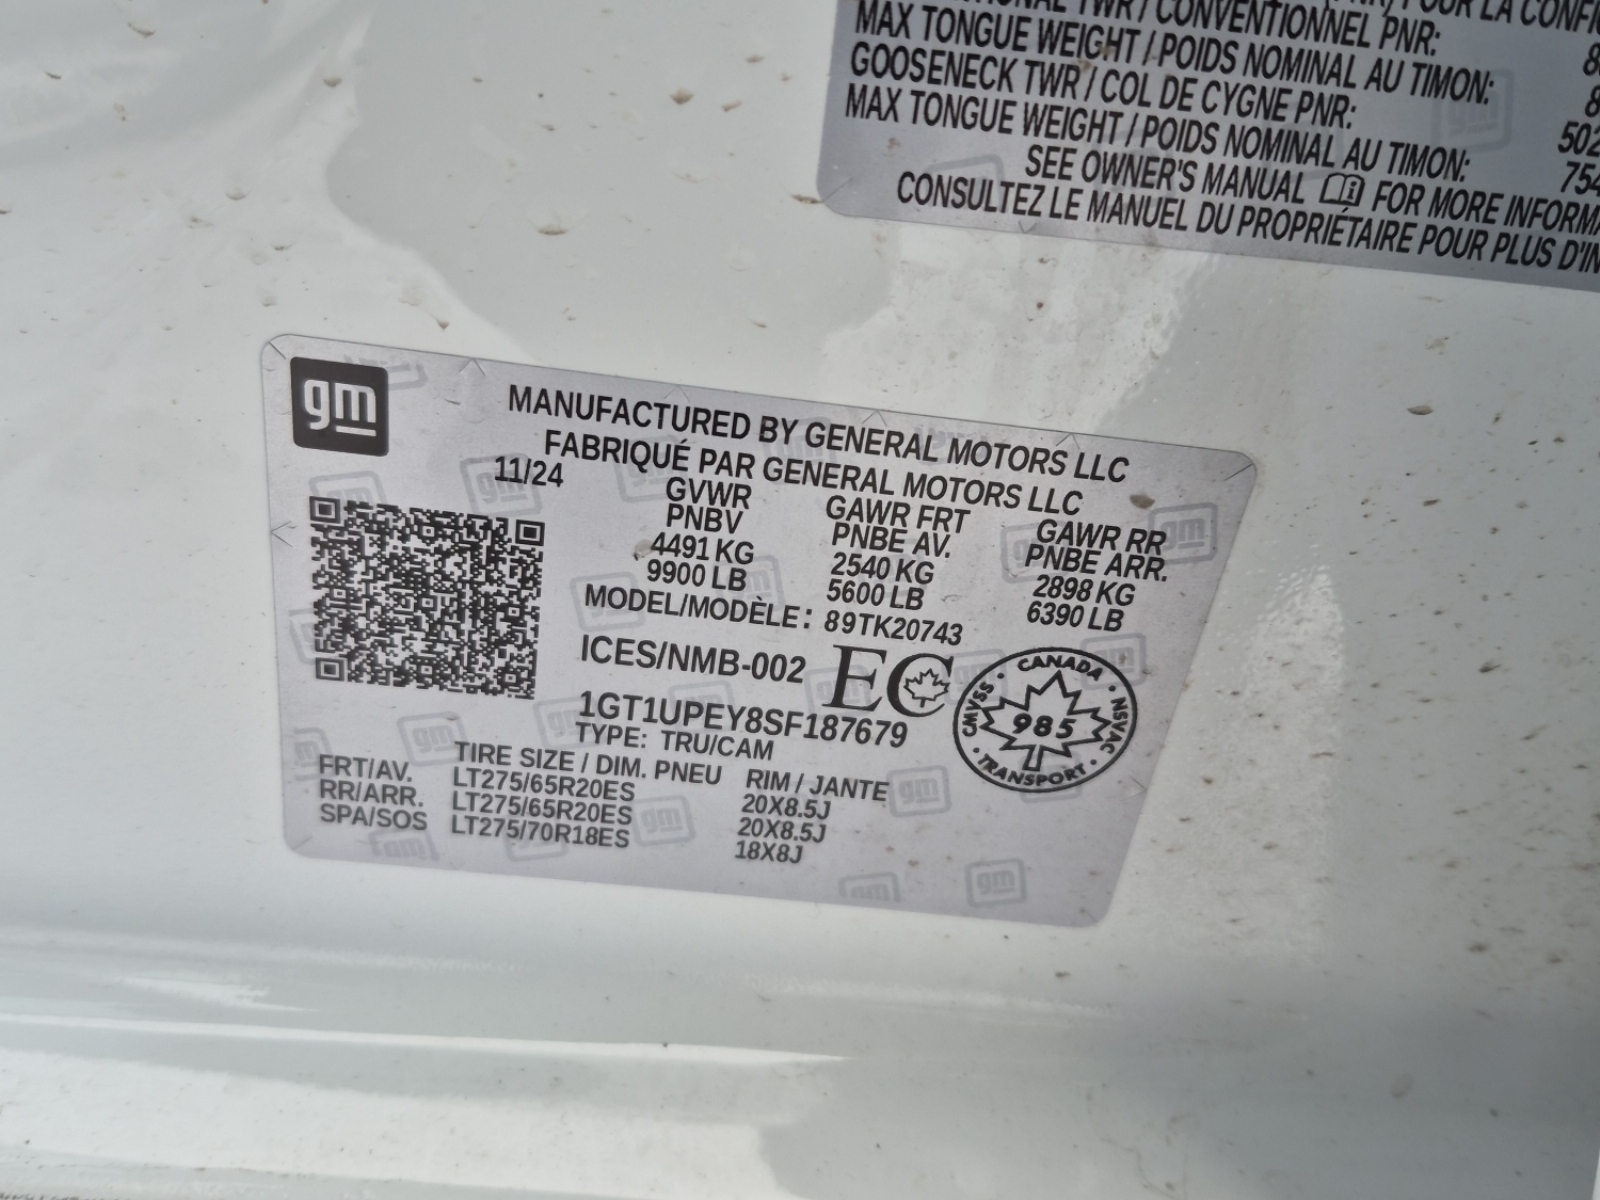 TWR / CONVENTIONNEL PNR:
MAX TONGUE WEIGHT / POIDS NOMINAL AU TIMON:
GOOSENECK TWR / COL DE CYGNE PNR:
MAX TONGUE WEIGHT / POIDS NOMINAL AU TIMON:
SEE OWNER'S MANUAL FOR MORE
CONSULTEZ LE MANUEL DU PROPRIÉTAIRE POUR PLUS
gm
MANUFACTURED BY GENERAL MOTORS LLC
FABRIQUÉ PAR GENERAL MOTORS LLC
11/24
GVWR GAWR FRT GAWR RR
PNBV PNBE AV. PNBE ARR.
4491 KG 2540 KG 2898 KG
9900 LB 5600 LB 6390 LB
MODEL/MODÈLE: 89TK20743
ICES/NMB-002 EC
CANADA
CMVSS 985 NSVAC
TRANSPORT
1GT1UPEY8SF187679
TYPE: TRU/CAM
TIRE SIZE / DIM. PNEU RIM / JANTE
FRT/AV. LT275/65R20ES 20X8.5J
RR/ARR. LT275/65R20ES 20X8.5J
SPA/SOS LT275/70R18ES 18X8J